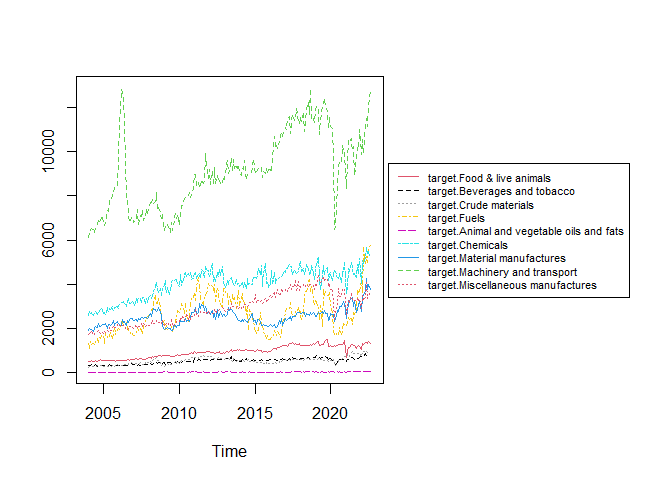 10000
6000
2000
0
2005 2010 2015 2020
Time
target.Food & live animals
target.Beverages and tobacco
target.Crude materials
target.Fuels
target.Animal and vegetable oils and fats
target.Chemicals
target.Material manufactures
target.Machinery and transport
target.Miscellaneous manufactures